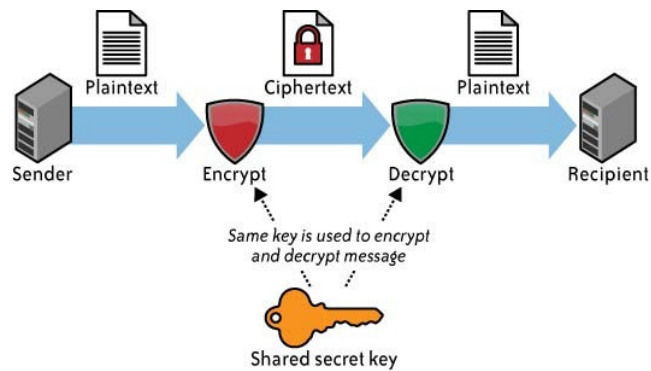 Plaintext
Ciphertext
Plaintext
Sender
Encrypt
Decrypt
Recipient
Same key is used to encrypt
and decrypt message
Shared secret key